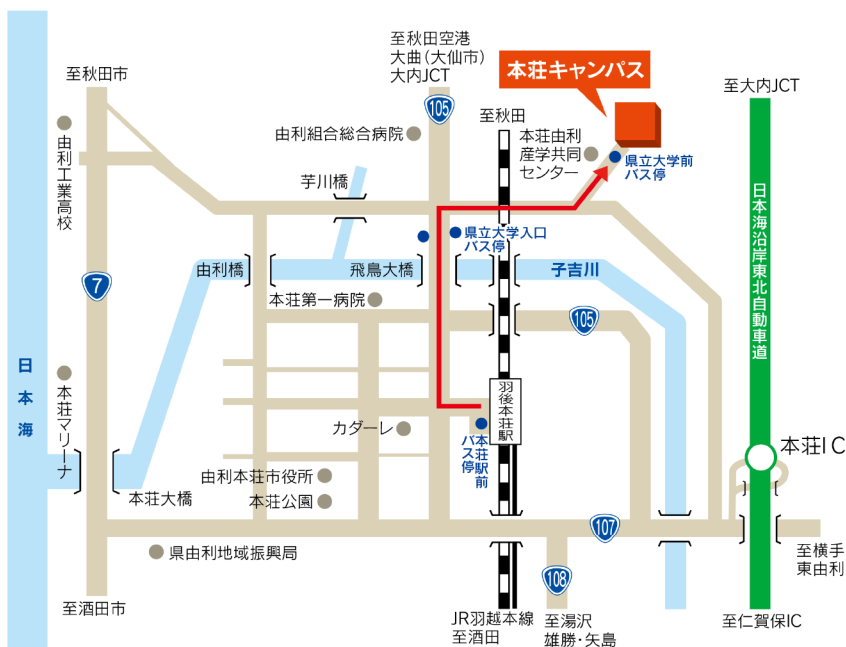 至秋田空港
大曲(大仙市)
大内JCT
本荘キャンパス
至秋田市
至大内JCT
105
至秋田
由利組合総合病院
本荘由利
産学共同
センター
県立大学前
バス停
由利工業高校
芋川橋
県立大学入口
バス停
日本海沿岸東北自動車道
7
由利橋
飛鳥大橋
子吉川
本荘第一病院
105
日本海
本荘マリーナ
羽後本荘駅
カダーレ
本荘駅前
バス停
本荘IC
由利本荘市役所
本荘大橋
本荘公園
107
県由利地域振興局
至横手
東由利
108
至酒田市
JR羽越本線
至酒田
至湯沢
雄勝・矢島
至仁賀保IC